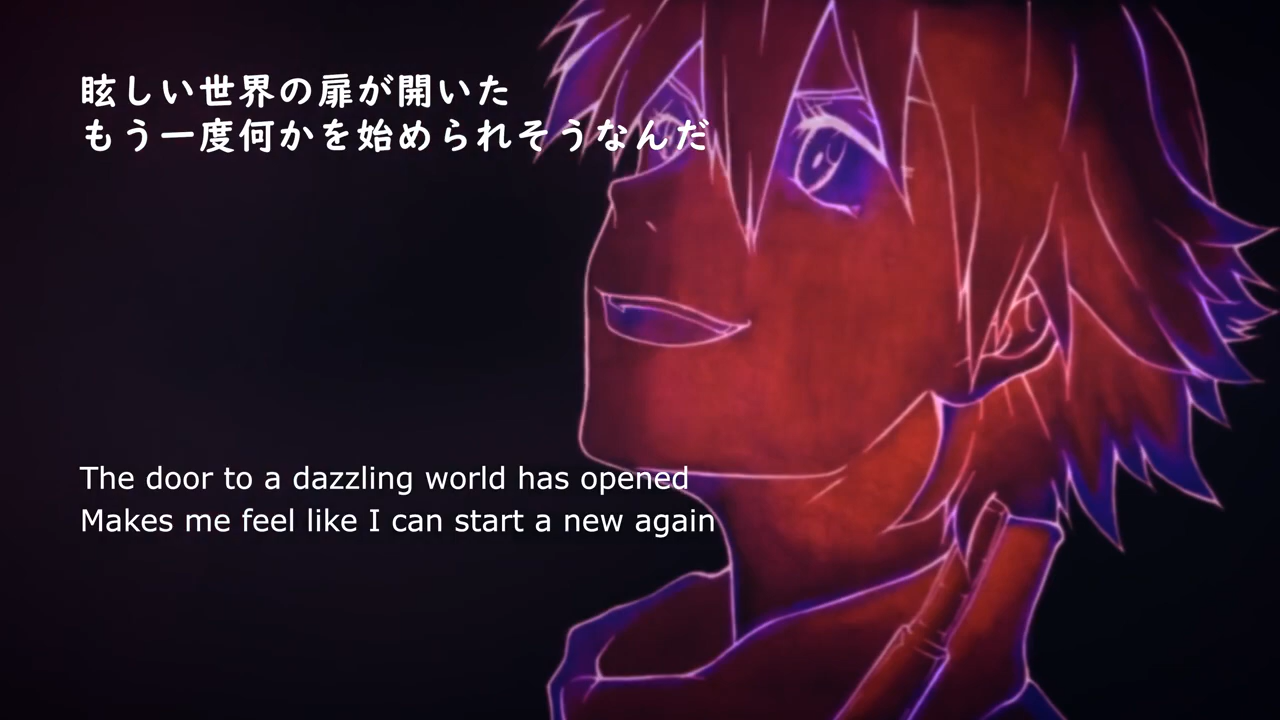 眩しい世界の扉が開いた
もう一度何かを始められそうなんだ
The door to a dazzling world has opened
Makes me feel like I can start a new again